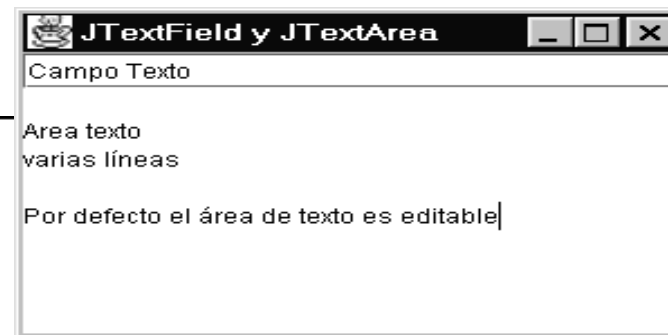 JTextField y JTextArea
Campo Texto
Area texto
varias líneas
Por defecto el área de texto es editable